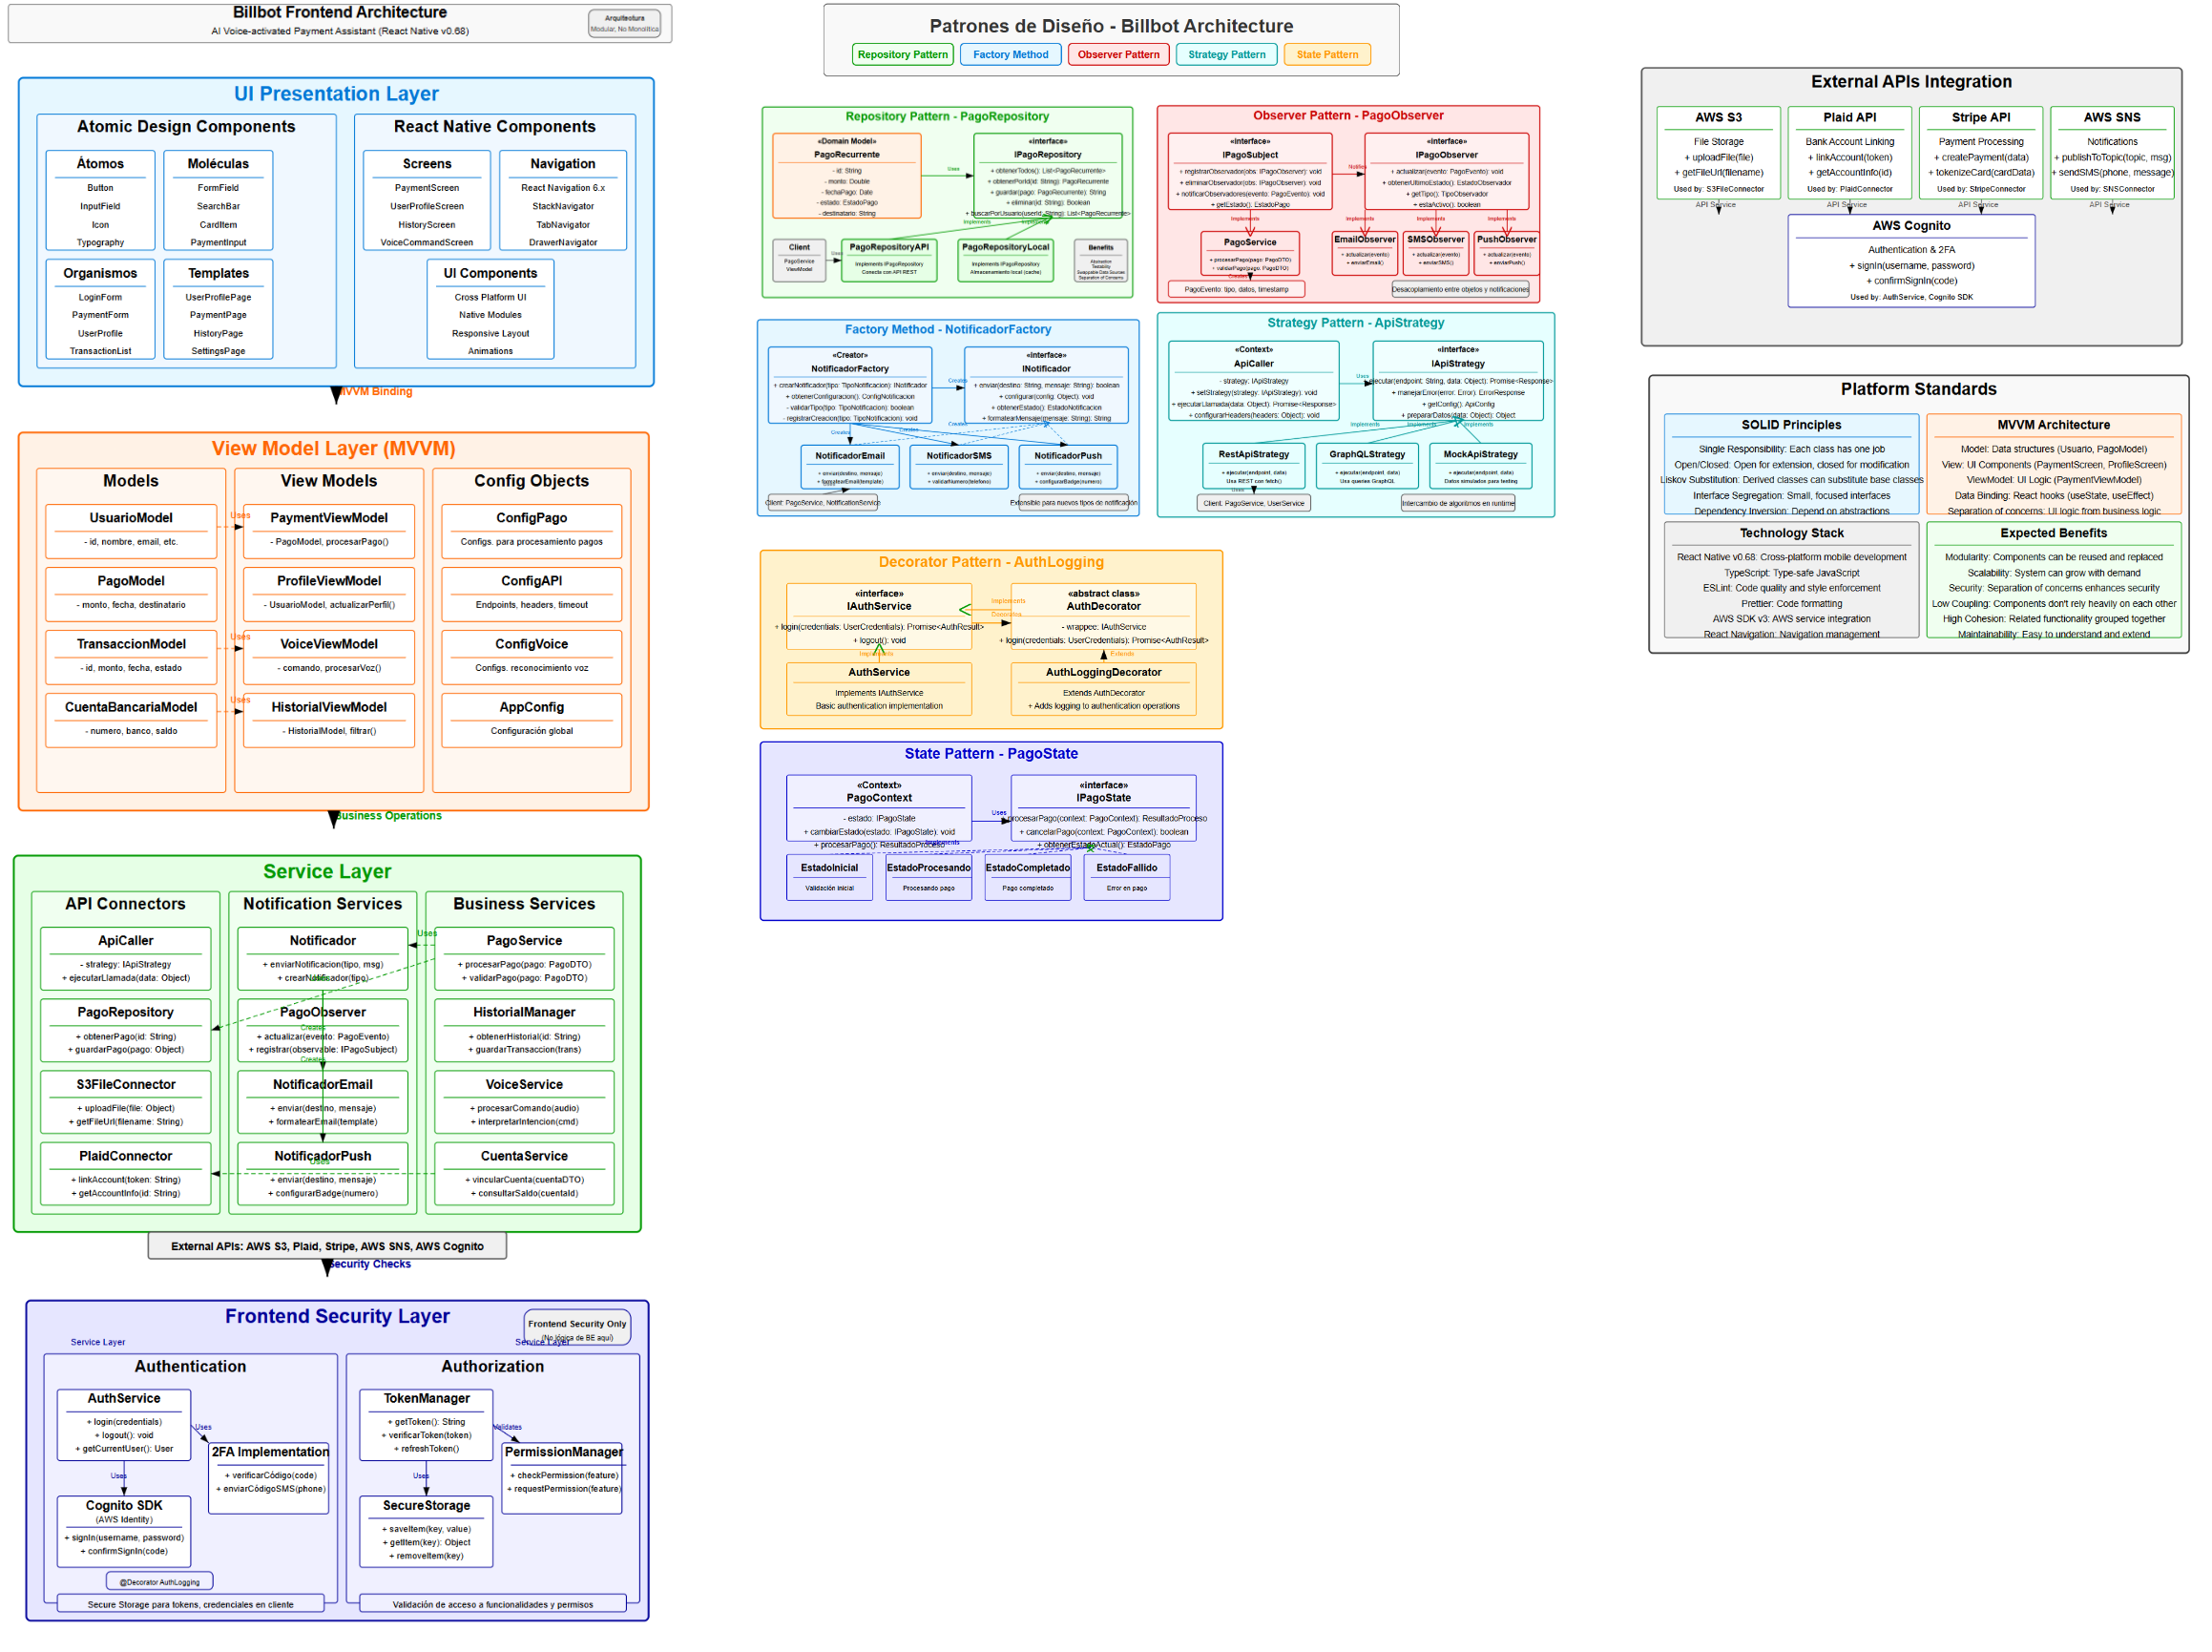 Billbot Frontend Architecture
AI Voice-activated Payment Assistant (React Native v0.68)
Arquitectura
Modular, No Monolítica
UI Presentation Layer
Atomic Design Components
Átomos
Button
InputField
Icon
Typography
Moléculas
FormField
SearchBar
CardItem
PaymentInput
Organismos
LoginForm
PaymentForm
UserProfile
TransactionList
Templates
UserProfilePage
PaymentPage
HistoryPage
SettingsPage
React Native Components
Screens
PaymentScreen
UserProfileScreen
HistoryScreen
VoiceCommandScreen
Navigation
React Navigation 6.x
StackNavigator
TabNavigator
DrawerNavigator
UI Components
Cross Platform UI
Native Modules
Responsive Layout
Animations
MVVM Binding
View Model Layer (MVVM)
Models
UsuarioModel
- id, nombre, email, etc.
PagoModel
- monto, fecha, destinatario
TransaccionModel
- id, monto, fecha, estado
CuentaBancariaModel
- numero, banco, saldo
Uses
Uses
Uses
View Models
PaymentViewModel
- PagoModel, procesarPago()
ProfileViewModel
- UsuarioModel, actualizarPerfil()
VoiceViewModel
- comando, procesarVoz()
HistorialViewModel
- HistorialModel, filtrar()
Config Objects
ConfigPago
Configs. para procesamiento pagos
ConfigAPI
Endpoints, headers, timeout
ConfigVoice
Configs. reconocimiento voz
AppConfig
Configuración global
Business Operations
Service Layer
API Connectors
ApiCaller
- strategy: IApiStrategy
+ ejecutarLlamada(data: Object)
PagoRepository
+ obtenerPago(id: String)
+ guardarPago(pago: Object)
S3FileConnector
+ uploadFile(file: Object)
+ getFileUrl(filename: String)
PlaidConnector
+ linkAccount(token: String)
+ getAccountInfo(id: String)
Notification Services
Notificador
+ enviarNotificacion(tipo, msg)
+ crearNotificador(tipo)
PagoObserver
Creates
+ actualizar(evento: PagoEvento)
+ registrar(observable: IPagoSubject)
Creates
NotificadorEmail
+ enviar(destino, mensaje)
+ formatearEmail(template)
NotificadorPush
Uses
+ enviar(destino, mensaje)
+ configurarBadge(numero)
Business Services
Uses
PagoService
+ procesarPago(pago: PagoDTO)
+ validarPago(pago: PagoDTO)
HistorialManager
+ obtenerHistorial(id: String)
+ guardarTransaccion(trans)
VoiceService
+ procesarComando(audio)
+ interpretarIntencion(cmd)
CuentaService
+ vincularCuenta(cuentaDTO)
+ consultarSaldo(cuentaId)
External APIs: AWS S3, Plaid, Stripe, AWS SNS, AWS Cognito
Security Checks
Frontend Security Layer
Frontend Security Only
(No lógica de BE aquí)
Service Layer
Service Layer
Authentication
AuthService
+ login(credentials)
+ logout(): void
+ getCurrentUser(): User
Uses
2FA Implementation
+ verificarCódigo(code)
+ enviarCódigoSMS(phone)
Uses
Cognito SDK
(AWS Identity)
+ signIn(username, password)
+ confirmSignIn(code)
@Decorator AuthLogging
Secure Storage para tokens, credenciales en cliente
Authorization
TokenManager
+ getToken(): String
+ verificarToken(token)
+ refreshToken()
Validates
PermissionManager
+ checkPermission(feature)
+ requestPermission(feature)
Uses
SecureStorage
+ saveItem(key, value)
+ getItem(key): Object
+ removeItem(key)
Validación de acceso a funcionalidades y permisos
Patrones de Diseño - Billbot Architecture
Repository Pattern
Factory Method
Observer Pattern
Strategy Pattern
State Pattern
Repository Pattern - PagoRepository
«Domain Model»
PagoRecurrente
- id: String
- monto: Double
- fechaPago: Date
- estado: EstadoPago
- destinatario: String
Uses
«interface»
IPagoRepository
+ obtenerTodos(): List<PagoRecurrente>
+ obtenerPorId(id: String): PagoRecurrente
+ guardar(pago: PagoRecurrente): String
+ eliminar(id: String): Boolean
+ buscarPorUsuario(userId: String): List<PagoRecurrente>
Implements
Implements
Client
PagoService
ViewModel
Uses
PagoRepositoryAPI
Implements IPagoRepository
Conecta con API REST
PagoRepositoryLocal
Implements IPagoRepository
Almacenamiento local (cache)
Benefits
Abstraction
Testability
Swappable Data Sources
Separation of Concerns
Observer Pattern - PagoObserver
«interface»
IPagoSubject
+ registrarObservador(obs: IPagoObserver): void
+ eliminarObservador(obs: IPagoObserver): void
+ notificarObservadores(evento: PagoEvento): void
+ getEstado(): EstadoPago
Notifies
«interface»
IPagoObserver
+ actualizar(evento: PagoEvento): void
+ obtenerUltimoEstado(): EstadoObservador
+ getTipo(): TipoObservador
+ estaActivo(): boolean
Implements
Implements
Implements
Implements
PagoService
+ procesarPago(pago: PagoDTO)
+ validarPago(pago: PagoDTO)
Creates
EmailObserver
+ actualizar(evento)
+ enviarEmail()
SMSObserver
+ actualizar(evento)
+ enviarSMS()
PushObserver
+ actualizar(evento)
+ enviarPush()
PagoEvento: tipo, datos, timestamp
Desacoplamiento entre objetos y notificaciones
Factory Method - NotificadorFactory
«Creator»
NotificadorFactory
+ crearNotificador(tipo: TipoNotificacion): INotificador
+ obtenerConfiguracion(): ConfigNotificacion
- validarTipo(tipo: TipoNotificacion): boolean
- registrarCreacion(tipo: TipoNotificacion): void
Creates
«interface»
INotificador
+ enviar(destino: String, mensaje: String): boolean
+ configurar(config: Object): void
+ obtenerEstado(): EstadoNotificacion
+ formatearMensaje(mensaje: String): String
Creates
Creates
Creates
NotificadorEmail
+ enviar(destino, mensaje)
+ formatearEmail(template)
NotificadorSMS
+ enviar(destino, mensaje)
+ validarNumero(telefono)
NotificadorPush
+ enviar(destino, mensaje)
+ configurarBadge(numero)
Client: PagoService, NotificationService
Extensible para nuevos tipos de notificación
Strategy Pattern - ApiStrategy
«Context»
ApiCaller
- strategy: IApiStrategy
+ setStrategy(strategy: IApiStrategy): void
+ ejecutarLlamada(data: Object): Promise<Response>
+ configurarHeaders(headers: Object): void
Uses
«interface»
IApiStrategy
ejecutar(endpoint: String, data: Object): Promise<Response>
+ manejarError(error: Error): ErrorResponse
+ getConfig(): ApiConfig
+ prepararDatos(data: Object): Object
Implements
Implements
Implements
RestApiStrategy
+ ejecutar(endpoint, data)
Usa REST con fetch()
Uses
GraphQLStrategy
+ ejecutar(endpoint, data)
Usa queries GraphQL
MockApiStrategy
+ ejecutar(endpoint, data)
Datos simulados para testing
Client: PagoService, UserService
Intercambio de algoritmos en runtime
Decorator Pattern - AuthLogging
«interface»
IAuthService
+ login(credentials: UserCredentials): Promise<AuthResult>
+ logout(): void
Implements
Decorates
«abstract class»
AuthDecorator
- wrappee: IAuthService
+ login(credentials: UserCredentials): Promise<AuthResult>
Implements
Extends
AuthService
Implements IAuthService
Basic authentication implementation
AuthLoggingDecorator
Extends AuthDecorator
+ Adds logging to authentication operations
State Pattern - PagoState
«Context»
PagoContext
- estado: IPagoState
+ cambiarEstado(estado: IPagoState): void
+ procesarPago(): ResultadoProceso
Uses
«interface»
IPagoState
procesarPago(context: PagoContext): ResultadoProceso
+ cancelarPago(context: PagoContext): boolean
+ obtenerEstadoActual(): EstadoPago
Implements
EstadoInicial
Validación inicial
EstadoProcesando
Procesando pago
EstadoCompletado
Pago completado
EstadoFallido
Error en pago
External APIs Integration
AWS S3
File Storage
+ uploadFile(file)
+ getFileUrl(filename)
Used by: S3FileConnector
API Service
Plaid API
Bank Account Linking
+ linkAccount(token)
+ getAccountInfo(id)
Used by: PlaidConnector
API Service
Stripe API
Payment Processing
+ createPayment(data)
+ tokenizeCard(cardData)
Used by: StripeConnector
API Service
AWS SNS
Notifications
+ publishToTopic(topic, msg)
+ sendSMS(phone, message)
Used by: SNSConnector
API Service
AWS Cognito
Authentication & 2FA
+ signIn(username, password)
+ confirmSignIn(code)
Used by: AuthService, Cognito SDK
Platform Standards
SOLID Principles
Single Responsibility: Each class has one job
Open/Closed: Open for extension, closed for modification
Liskov Substitution: Derived classes can substitute base classes
Interface Segregation: Small, focused interfaces
Dependency Inversion: Depend on abstractions
MVVM Architecture
Model: Data structures (Usuario, PagoModel)
View: UI Components (PaymentScreen, ProfileScreen)
ViewModel: UI Logic (PaymentViewModel)
Data Binding: React hooks (useState, useEffect)
Separation of concerns: UI logic from business logic
Technology Stack
React Native v0.68: Cross-platform mobile development
TypeScript: Type-safe JavaScript
ESLint: Code quality and style enforcement
Prettier: Code formatting
AWS SDK v3: AWS service integration
React Navigation: Navigation management
Expected Benefits
Modularity: Components can be reused and replaced
Scalability: System can grow with demand
Security: Separation of concerns enhances security
Low Coupling: Components don't rely heavily on each other
High Cohesion: Related functionality grouped together
Maintainability: Easy to understand and extend